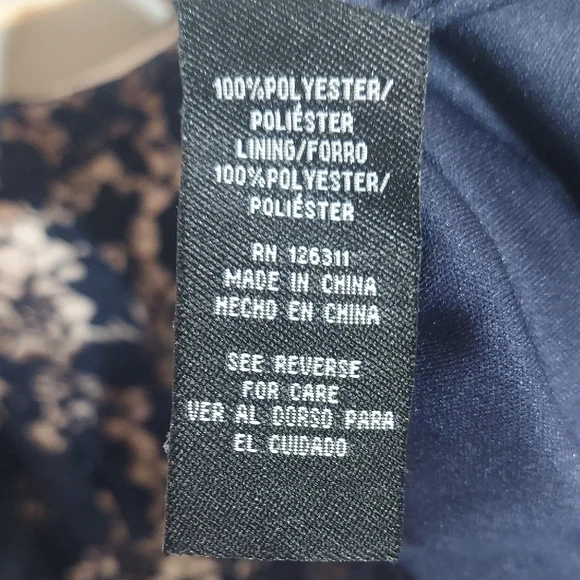 100%POLYESTER/
POLIÉSTER
LINING/FORRO
100%POLYESTER/
POLIÉSTER
RN 126311
MADE IN CHINA
HECHO EN CHINA
SEE REVERSE
FOR CARE
VER AL DORSO PARA
EL CUIDADO